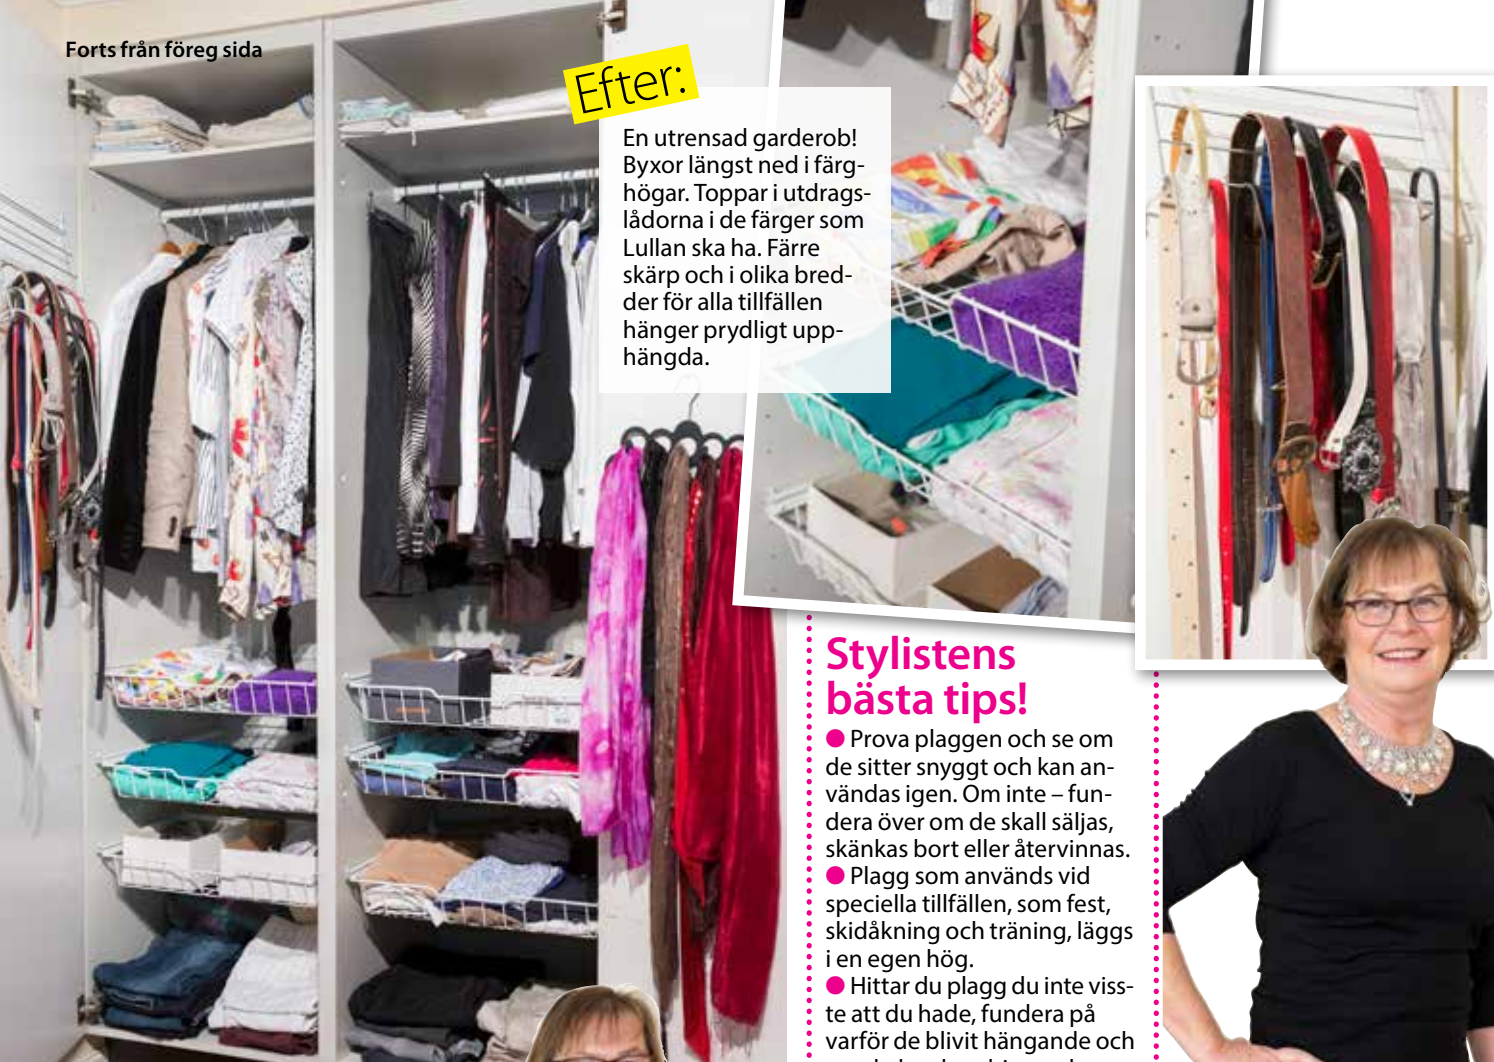 Forts från föreg sida
Efter:
En utrensad garderob!
Byxor längst ned i färg-
högar. Toppar i utdrags-
lådorna i de färger som
Lullan ska ha. Färre
skärp och i olika bred-
der för alla tillfällen
hänger prydligt upp-
hängda.
Stylistens
bästa tips!
● Prova plaggen och se om
de sitter snyggt och kan an-
vändas igen. Om inte – fun-
dera över om de skall säljas,
skänkas bort eller återvinnas.
● Plagg som används vid
speciella tillfällen, som fest,
skidåkning och träning, läggs
i en egen hög.
● Hittar du plagg du inte viss-
te att du hade, fundera på
varför de blivit hängande och